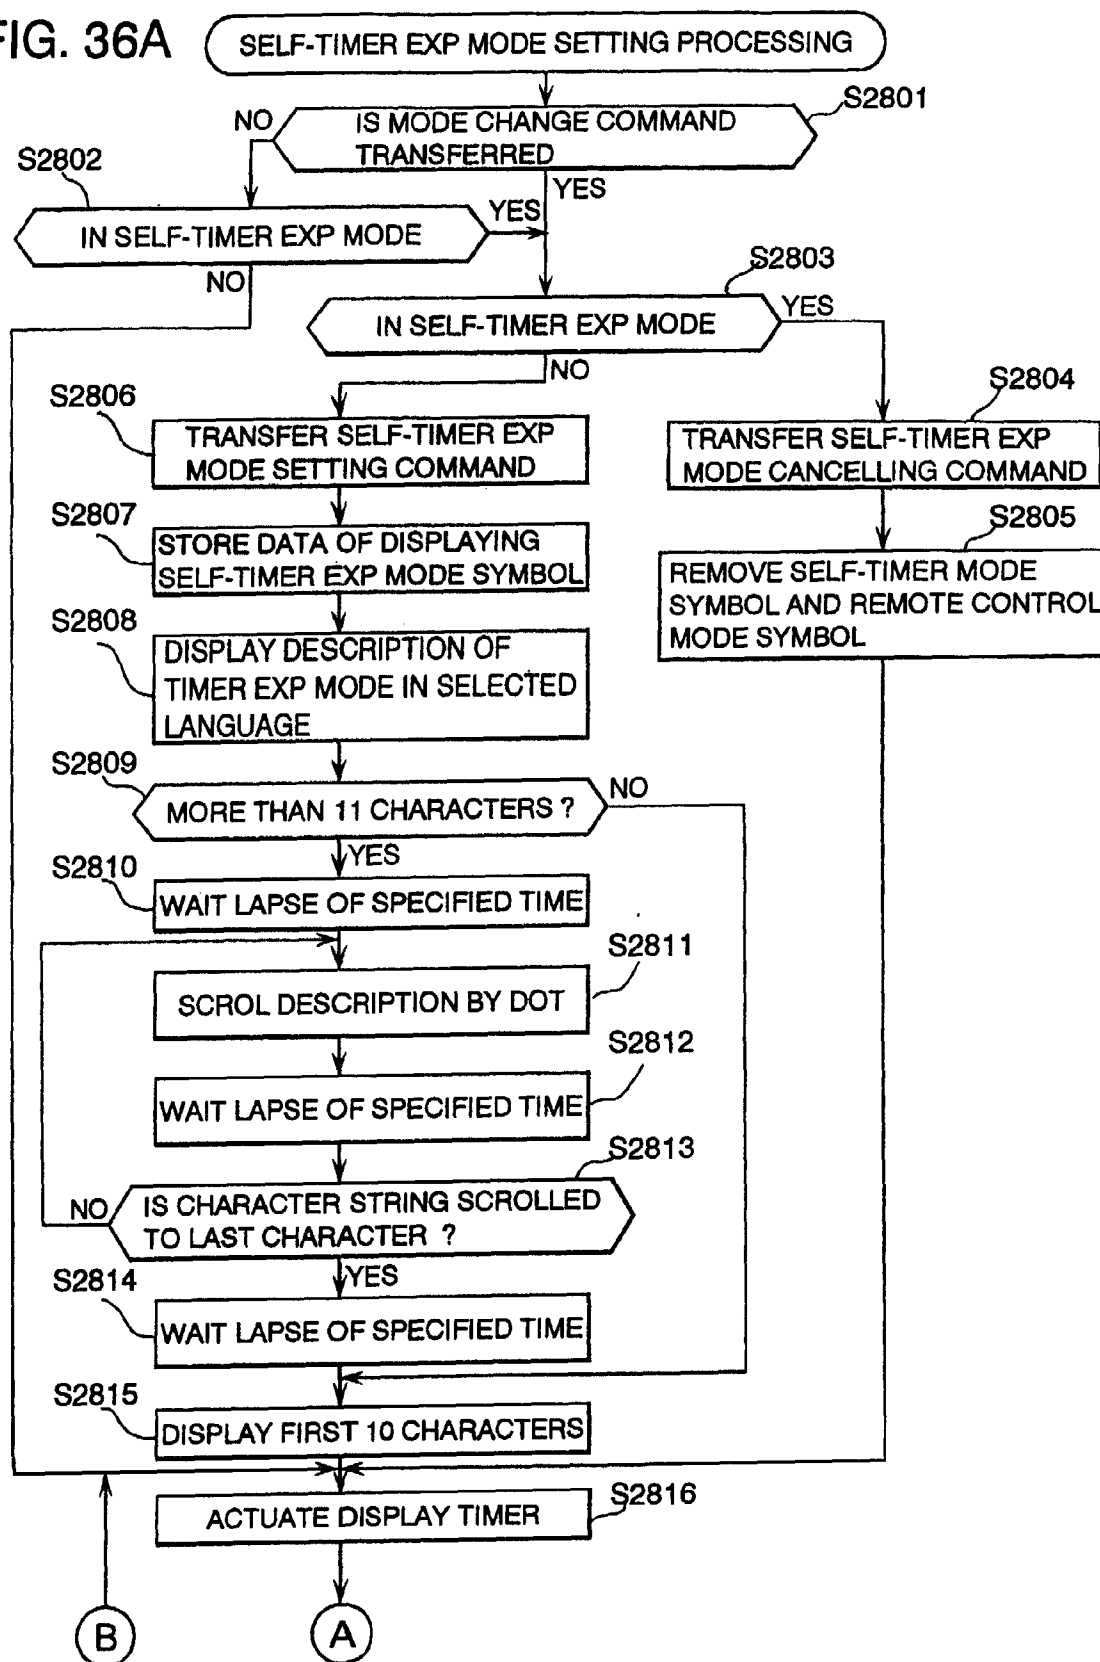 FIG. 36A
SELF-TIMER EXP MODE SETTING PROCESSING
S2801
NO
IS MODE CHANGE COMMAND
TRANSFERRED
S2802
YES
YES
IN SELF-TIMER EXP MODE
NO
S2803
YES
IN SELF-TIMER EXP MODE
NO
S2806
S2804
TRANSFER SELF-TIMER EXP
MODE SETTING COMMAND
TRANSFER SELF-TIMER EXP
MODE CANCELLING COMMAND
S2807
S2805
STORE DATA OF DISPLAYING
SELF-TIMER EXP MODE SYMBOL
REMOVE SELF-TIMER MODE
SYMBOL AND REMOTE CONTROL
MODE SYMBOL
S2808
DISPLAY DESCRIPTION OF
TIMER EXP MODE IN SELECTED
LANGUAGE
S2809
NO
MORE THAN 11 CHARACTERS ?
YES
S2810
WAIT LAPSE OF SPECIFIED TIME
S2811
SCROL DESCRIPTION BY DOT
S2812
WAIT LAPSE OF SPECIFIED TIME
S2813
NO
IS CHARACTER STRING SCROLLED
TO LAST CHARACTER ?
YES
S2814
WAIT LAPSE OF SPECIFIED TIME
S2815
DISPLAY FIRST 10 CHARACTERS
S2816
ACTUATE DISPLAY TIMER
B
A